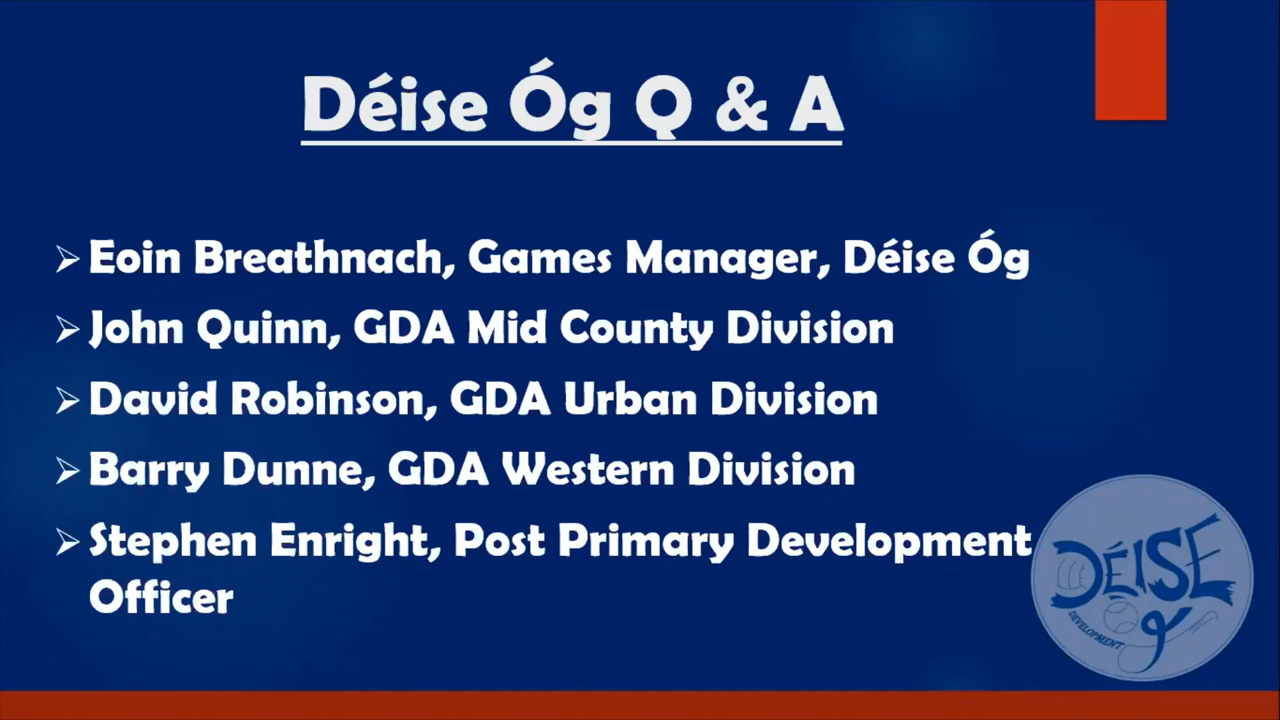 Déise Óg Q & A
Eoin Breathnach, Games Manager, Déise Óg
John Quinn, GDA Mid County Division
David Robinson, GDA Urban Division
Barry Dunne, GDA Western Division
Stephen Enright, Post Primary Development
Officer
DÉISE
Óg
DEVELOPMENT